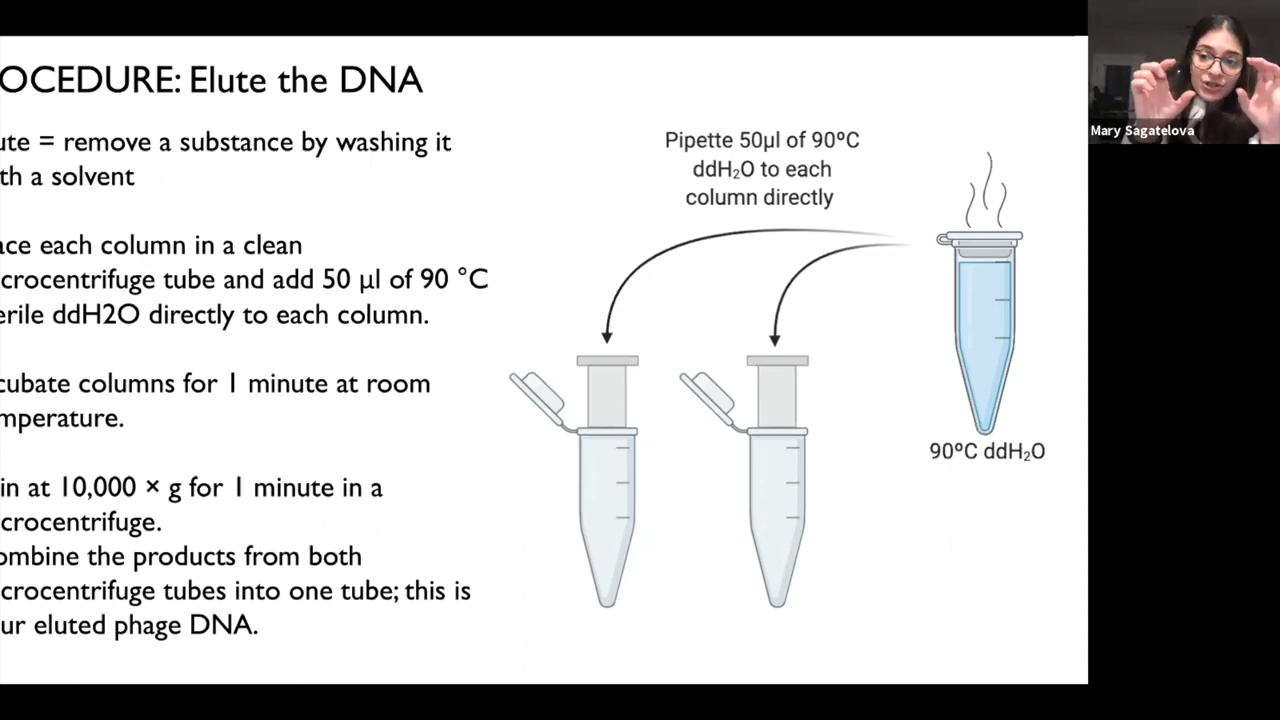 OCEDURE: Elute the DNA
ute = remove a substance by washing it
th a solvent
ace each column in a clean
crocentrifuge tube and add 50 µl of 90 °C
erile ddH2O directly to each column.
cubate columns for 1 minute at room
mperature.
in at 10,000 × g for 1 minute in a
crocentrifuge.
ombine the products from both
crocentrifuge tubes into one tube; this is
ur eluted phage DNA.
Pipette 50µl of 90ºC
ddH₂O to each
column directly
90ºC ddH₂O
Mary Sagatelova